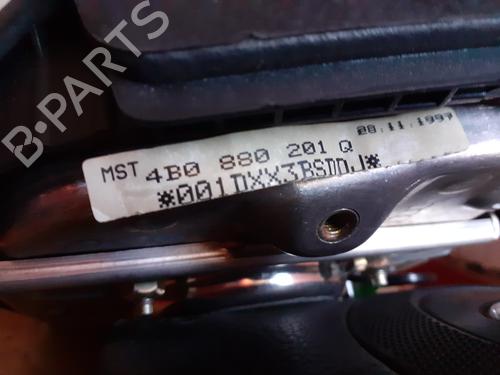 B-PARTS
08.11.1997
MST 4B0 880 201 Q
*001DXX3BSDDJ*